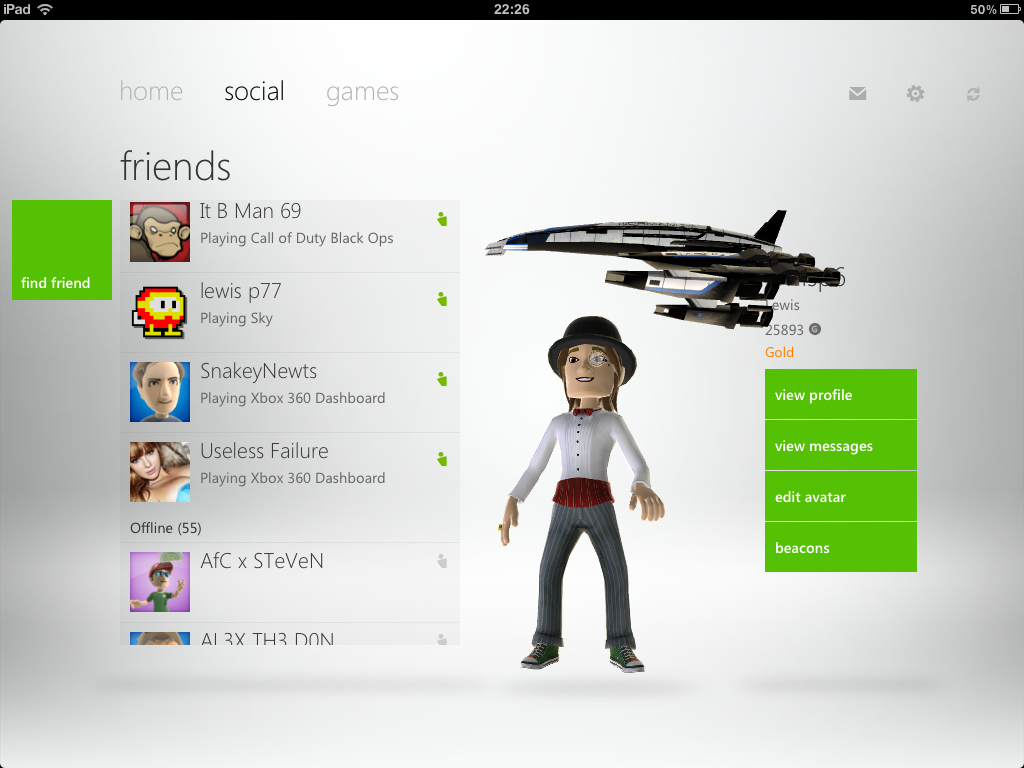 iPad 22:26 50%
home social games
friends
find friend
It B Man 69
Playing Call of Duty Black Ops
lewis p77
Playing Sky
SnakeyNewts
Playing Xbox 360 Dashboard
Useless Failure
Playing Xbox 360 Dashboard
Offline (55)
AfC x STeVeN
AL3X TH3 D0N
ewis
25893 G
Gold
view profile
view messages
edit avatar
beacons